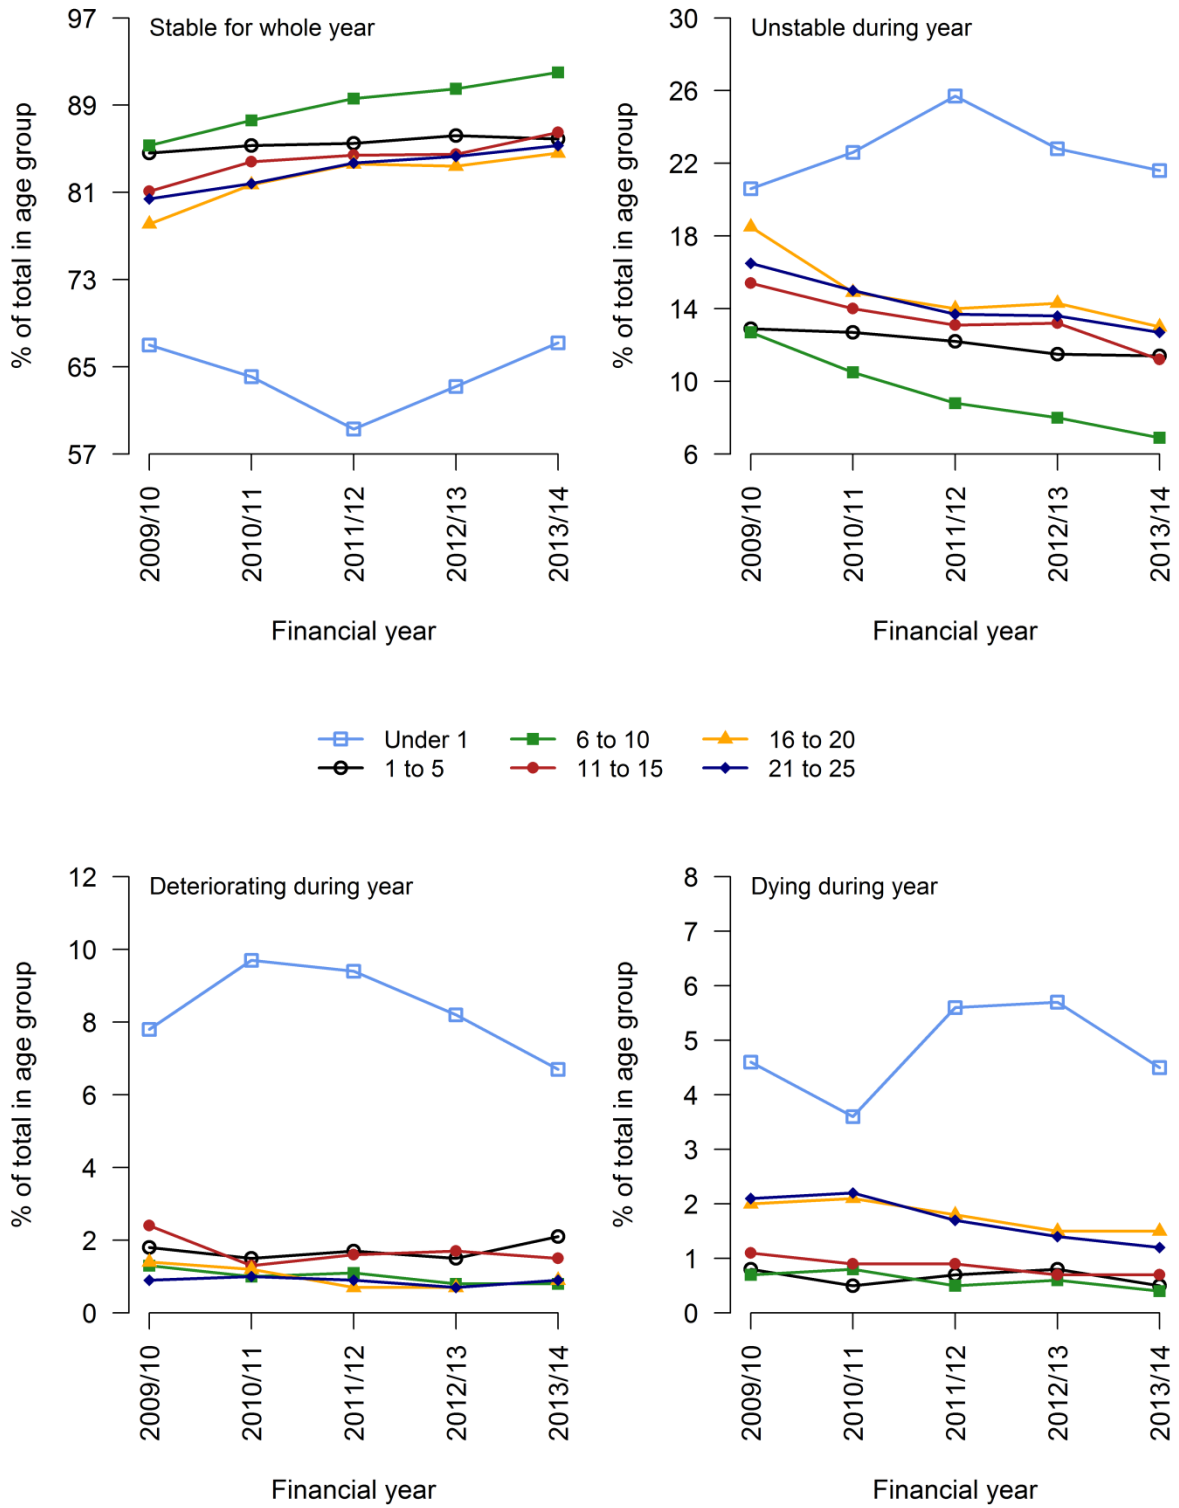 Stable for whole year
% of total in age group
97
89
81
73
65
57
2009/10
2010/11
2011/12
2012/13
2013/14
Financial year
Unstable during year
% of total in age group
30
26
22
18
14
10
6
2009/10
2010/11
2011/12
2012/13
2013/14
Financial year
Under 1
6 to 10
16 to 20
1 to 5
11 to 15
21 to 25
Deteriorating during year
% of total in age group
12
10
8
6
4
2
0
2009/10
2010/11
2011/12
2012/13
2013/14
Financial year
Dying during year
% of total in age group
8
7
6
5
4
3
2
1
0
2009/10
2010/11
2011/12
2012/13
2013/14
Financial year